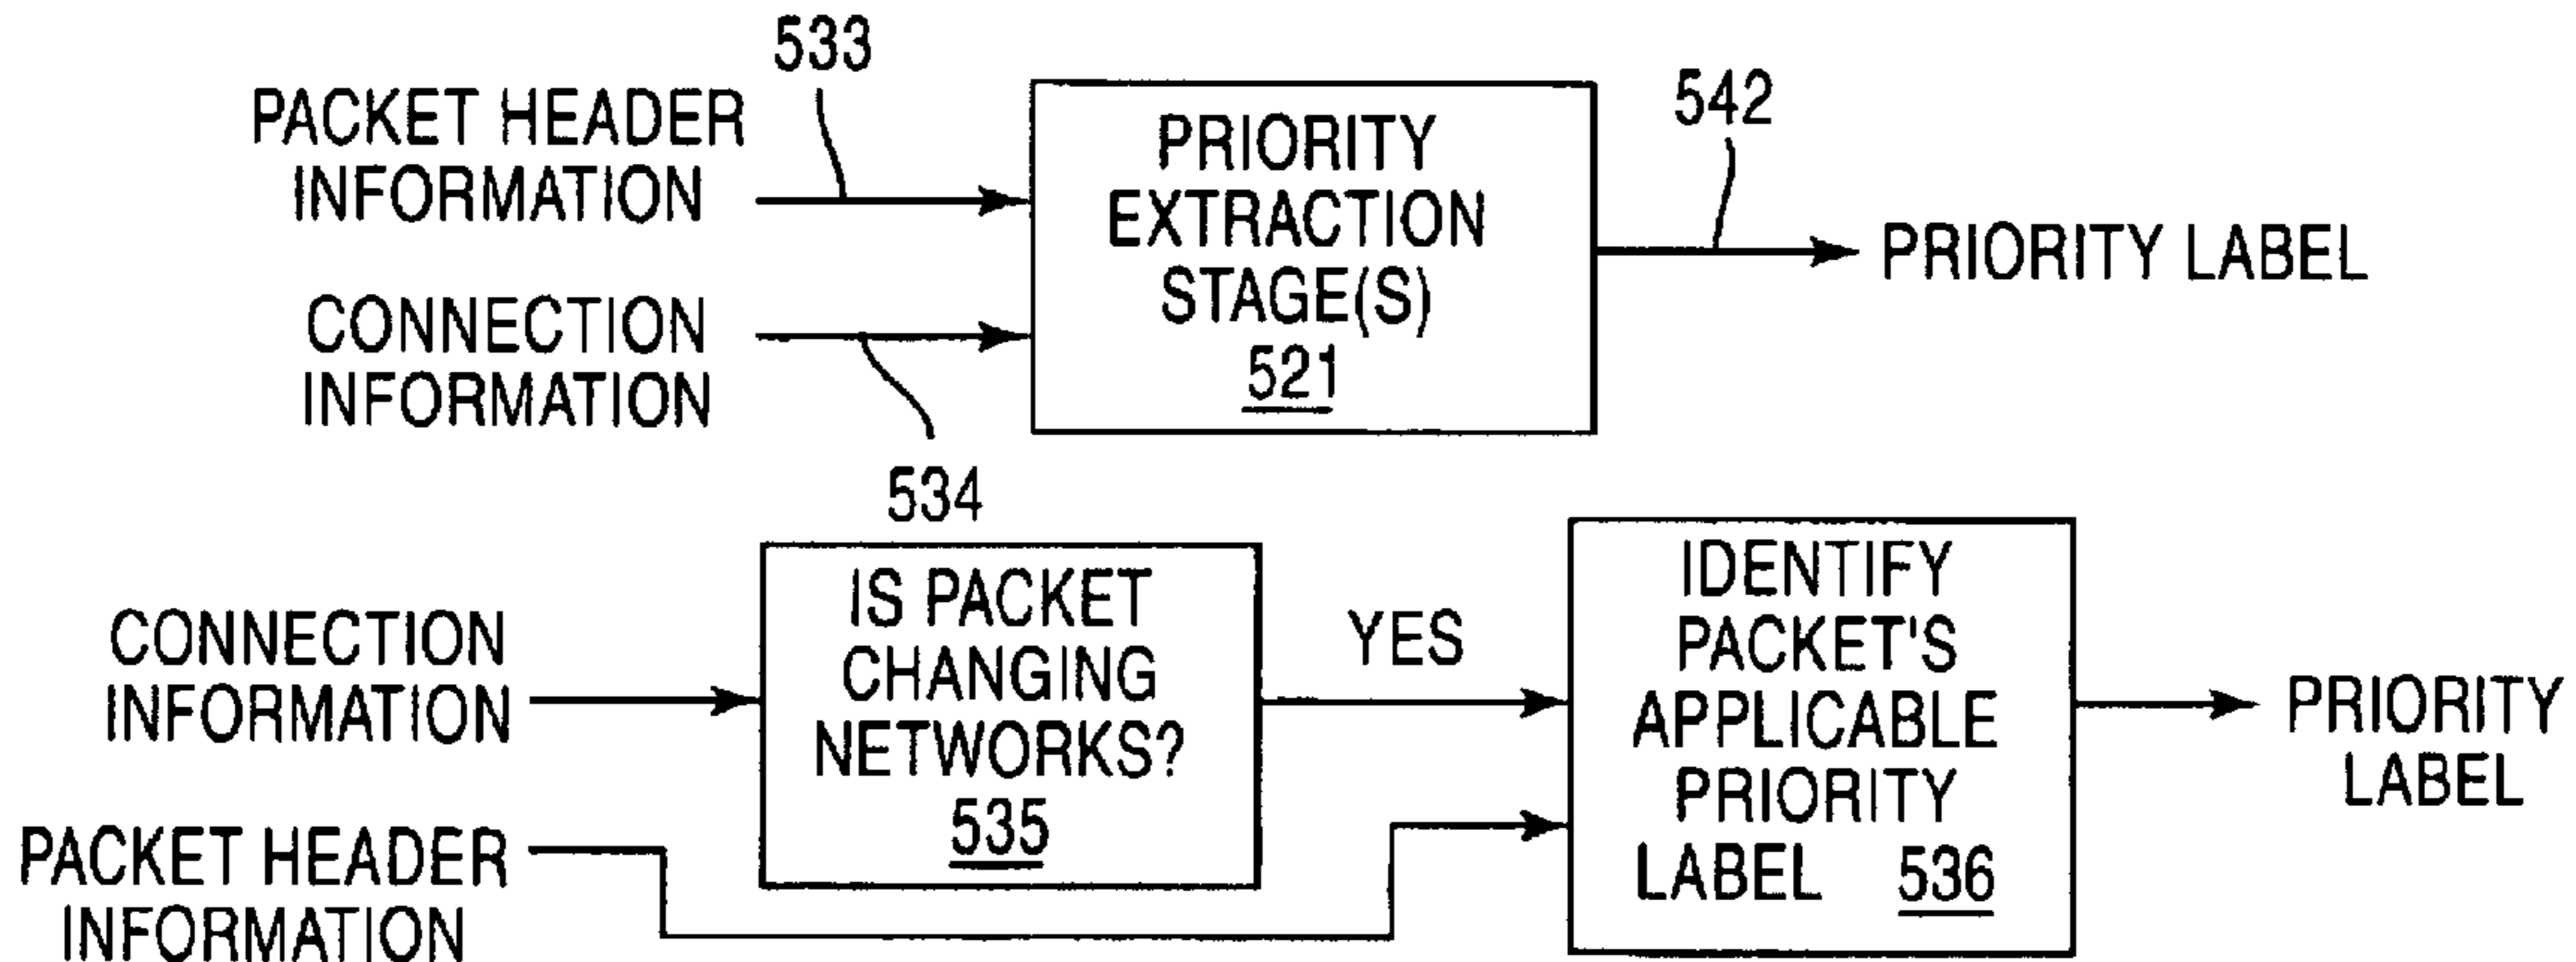 533
PACKET HEADER
INFORMATION
CONNECTION
INFORMATION
534
PRIORITY
EXTRACTION
STAGE(S)
521
542
PRIORITY LABEL
CONNECTION
INFORMATION
PACKET HEADER
INFORMATION
IS PACKET
CHANGING
NETWORKS?
535
YES
IDENTIFY
PACKET'S
APPLICABLE
PRIORITY
LABEL 536
PRIORITY
LABEL